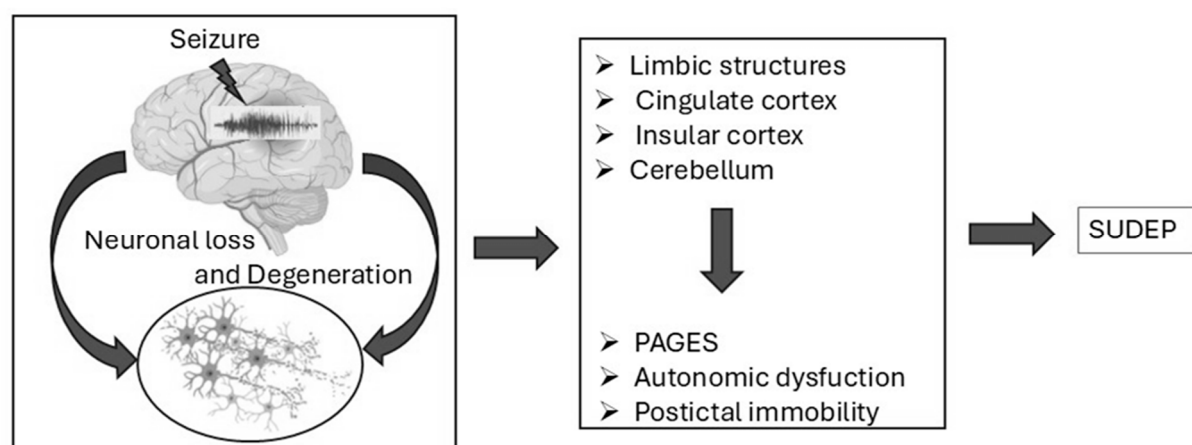 Seizure
Neuronal loss
and Degeneration
➤ Limbic structures
➤ Cingulate cortex
➤ Insular cortex
➤ Cerebellum
➤ PAGES
➤ Autonomic dysfuction
➤ Postictal immobility
SUDEP